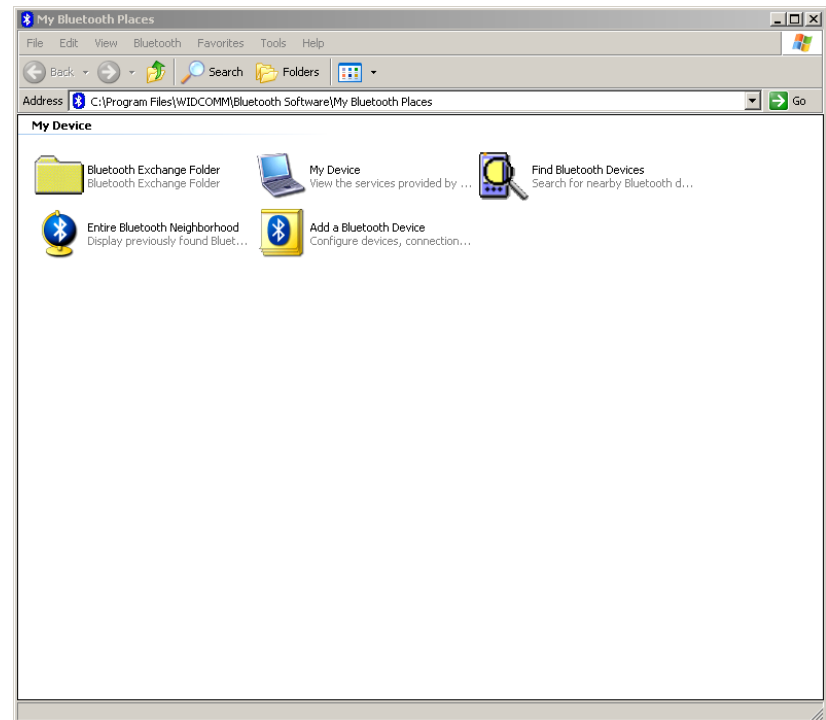 My Bluetooth Places
File Edit View Bluetooth Favorites Tools Help
Back Search Folders
Address C:\Program Files\WIDCOMM\Bluetooth Software\My Bluetooth Places Go
My Device
Bluetooth Exchange Folder
Bluetooth Exchange Folder
My Device
View the services provided by ...
Find Bluetooth Devices
Search for nearby Bluetooth d...
Entire Bluetooth Neighborhood
Display previously found Bluet...
Add a Bluetooth Device
Configure devices, connection...